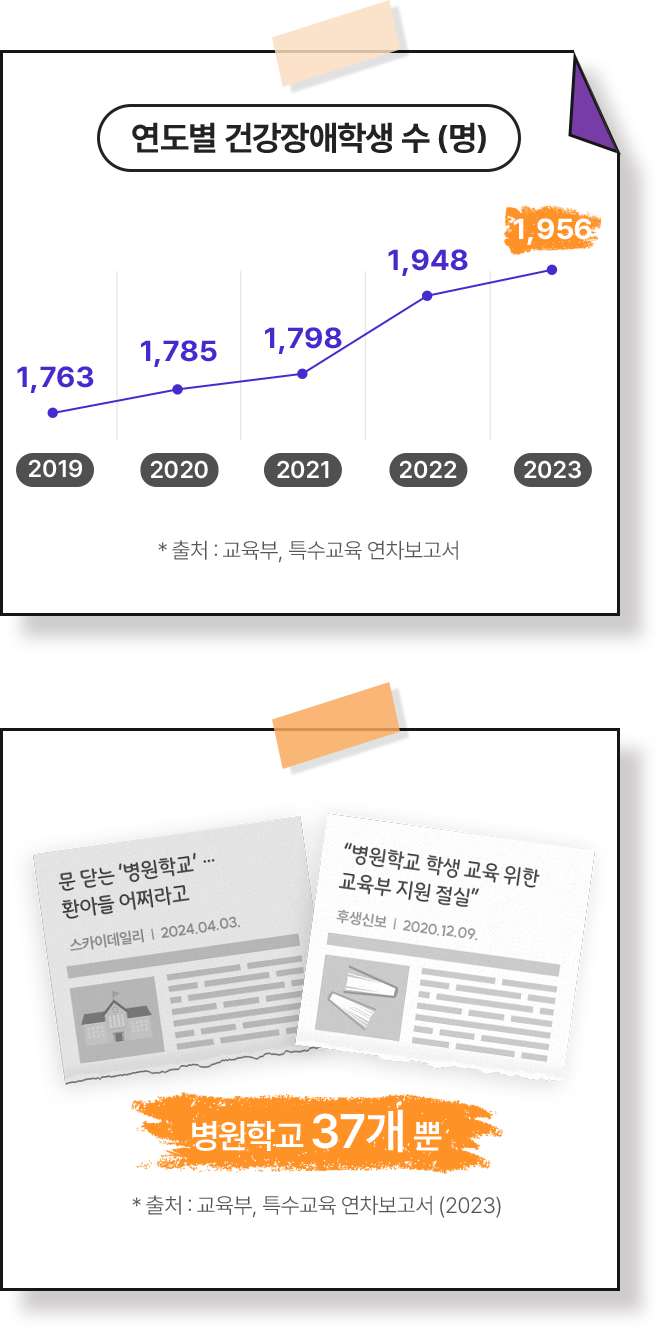 연도별 건강장애학생 수 (명)
1,763
1,785
1,798
1,948
1,956
2019
2020
2021
2022
2023
* 출처 : 교육부, 특수교육 연차보고서
문 닫는 ‘병원학교’ ···
환아들 어쩌라고
스카이데일리 | 2024.04.03.
“병원학교 학생 교육 위한
교육부 지원 절실”
후생신보 | 2020.12.09.
병원학교 37개 뿐
* 출처 : 교육부, 특수교육 연차보고서 (2023)